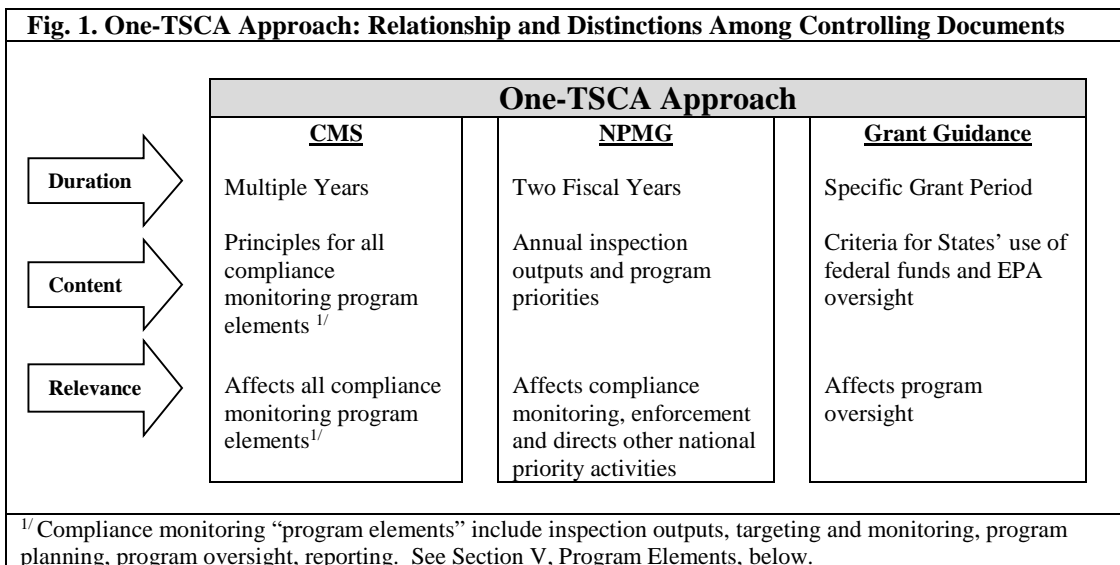 Fig. 1. One-TSCA Approach: Relationship and Distinctions Among Controlling Documents
One-TSCA Approach
CMS
NPMG
Grant Guidance
Duration
Multiple Years
Two Fiscal Years
Specific Grant Period
Content
Principles for all
compliance
monitoring program
elements 1/
Annual inspection
outputs and program
priorities
Criteria for States’ use of
federal funds and EPA
oversight
Relevance
Affects all compliance
monitoring program
elements1/
Affects compliance
monitoring, enforcement
and directs other national
priority activities
Affects program
oversight
1/ Compliance monitoring “program elements” include inspection outputs, targeting and monitoring, program
planning, program oversight, reporting. See Section V, Program Elements, below.